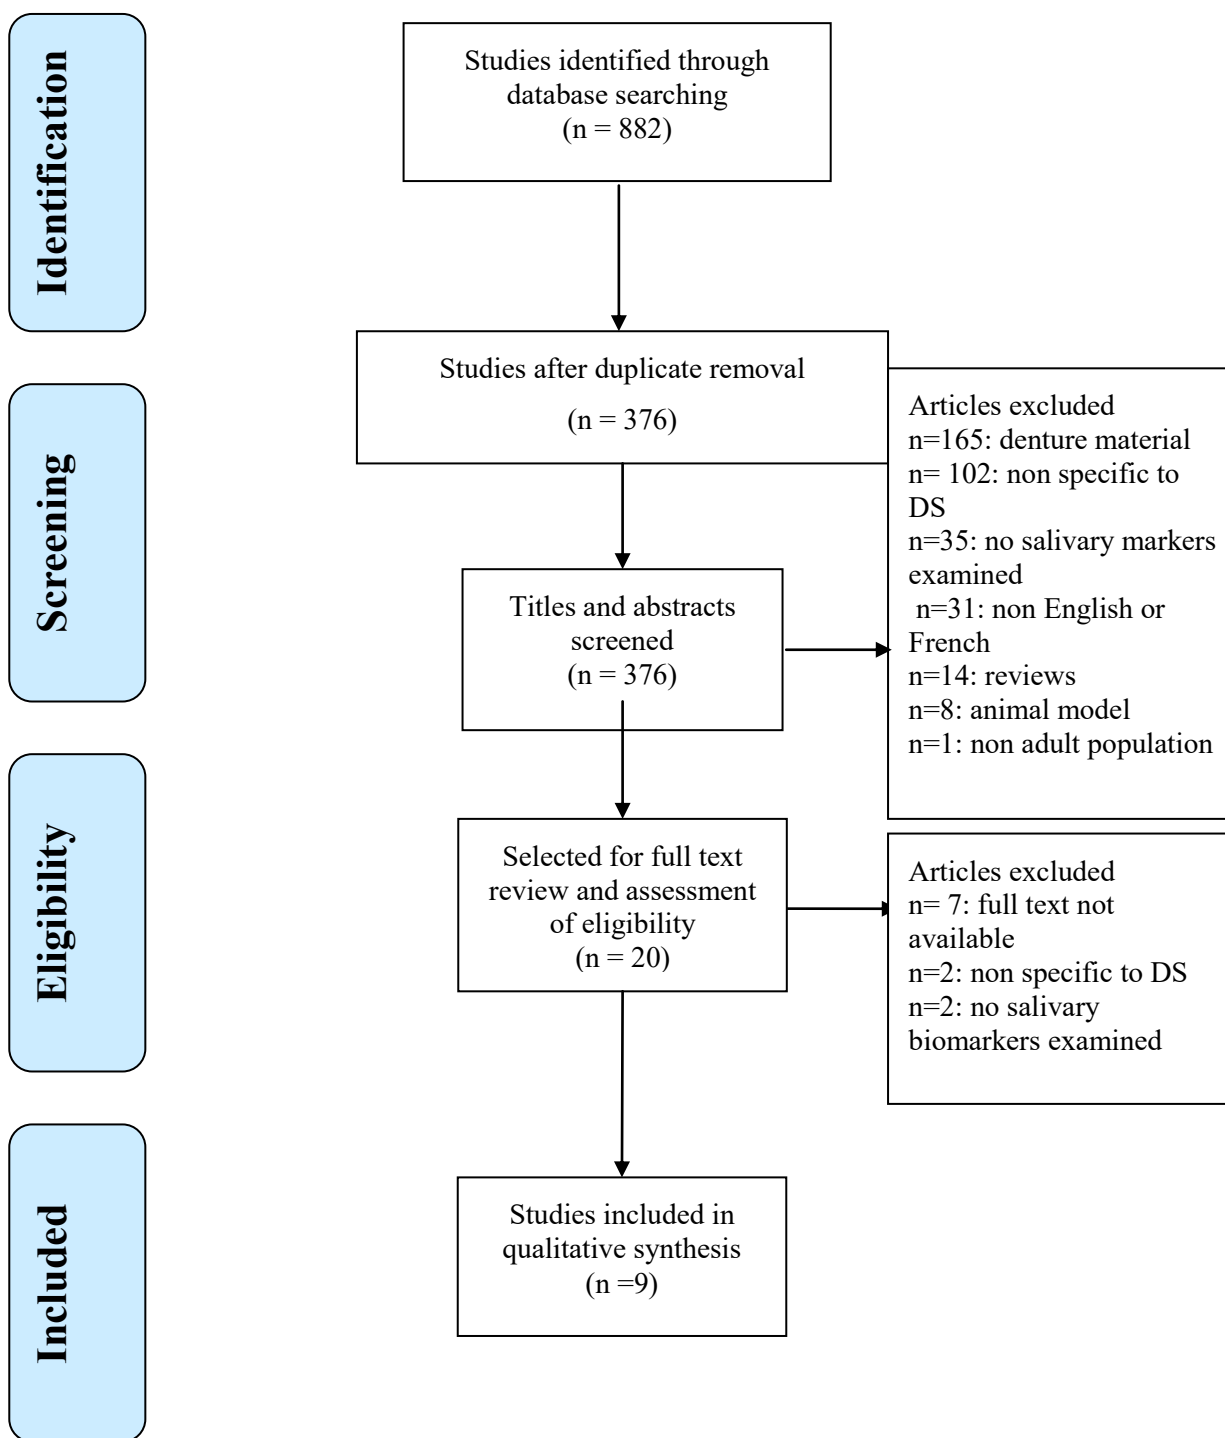 Identification
Studies identified through
database searching
(n = 882)
Studies after duplicate removal
(n = 376)
Screening
Titles and abstracts
screened
(n = 376)
Articles excluded
n=165: denture material
n= 102: non specific to
DS
n=35: no salivary markers
examined
n=31: non English or
French
n=14: reviews
n=8: animal model
n=1: non adult population
Eligibility
Selected for full text
review and assessment
of eligibility
(n = 20)
Articles excluded
n= 7: full text not
available
n=2: non specific to DS
n=2: no salivary
biomarkers examined
Included
Studies included in
qualitative synthesis
(n =9)